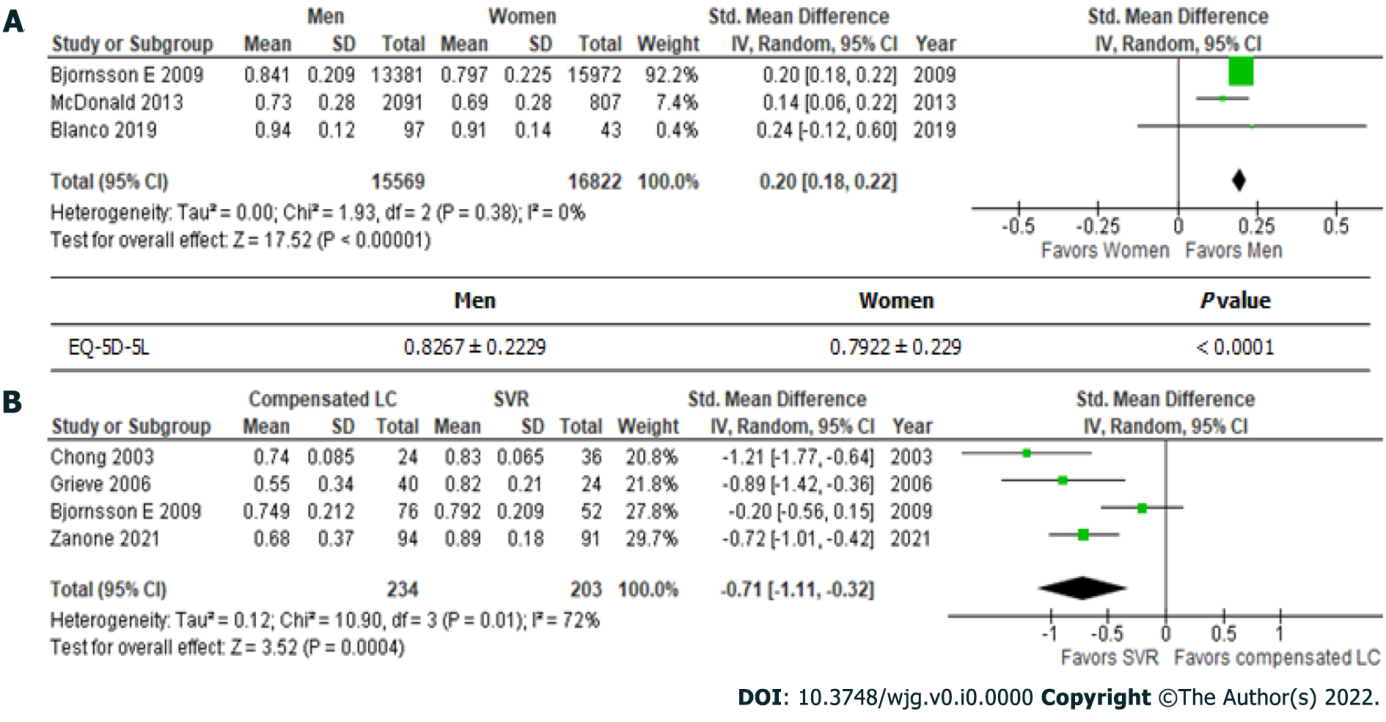 A
Men Women Std. Mean Difference Std. Mean Difference
Study or Subgroup Mean SD Total Mean SD Total Weight IV, Random, 95% CI Year IV, Random, 95% CI
Bjornsson E 2009 0.841 0.209 13381 0.797 0.225 15972 92.2% 0.20 [0.18, 0.22] 2009
McDonald 2013 0.73 0.28 2091 0.69 0.28 807 7.4% 0.14 [0.06, 0.22] 2013
Blanco 2019 0.94 0.12 97 0.91 0.14 43 0.4% 0.24 [-0.12, 0.60] 2019
Total (95% CI) 15569 16822 100.0% 0.20 [0.18, 0.22]
Heterogeneity: Tau² = 0.00; Chi² = 1.93, df = 2 (P = 0.38); I² = 0%
Test for overall effect: Z = 17.52 (P < 0.00001)
-0.5 -0.25 0 0.25 0.5
Favors Women Favors Men
Men Women P value
EQ-5D-5L 0.8267 ± 0.2229 0.7922 ± 0.229 < 0.0001
B
Compensated LC SVR Std. Mean Difference Std. Mean Difference
Study or Subgroup Mean SD Total Mean SD Total Weight IV, Random, 95% CI Year IV, Random, 95% CI
Chong 2003 0.74 0.085 24 0.83 0.065 36 20.8% -1.21 [-1.77, -0.64] 2003
Grieve 2006 0.55 0.34 40 0.82 0.21 24 21.8% -0.89 [-1.42, -0.36] 2006
Bjornsson E 2009 0.749 0.212 76 0.792 0.209 52 27.8% -0.20 [-0.56, 0.15] 2009
Zanone 2021 0.68 0.37 94 0.89 0.18 91 29.7% -0.72 [-1.01, -0.42] 2021
Total (95% CI) 234 203 100.0% -0.71 [-1.11, -0.32]
Heterogeneity: Tau² = 0.12; Chi² = 10.90, df = 3 (P = 0.01); I² = 72%
Test for overall effect: Z = 3.52 (P = 0.0004)
-1 -0.5 0 0.5 1
Favors SVR Favors compensated LC
DOI: 10.3748/wjg.v0.i0.0000 Copyright ©The Author(s) 2022.